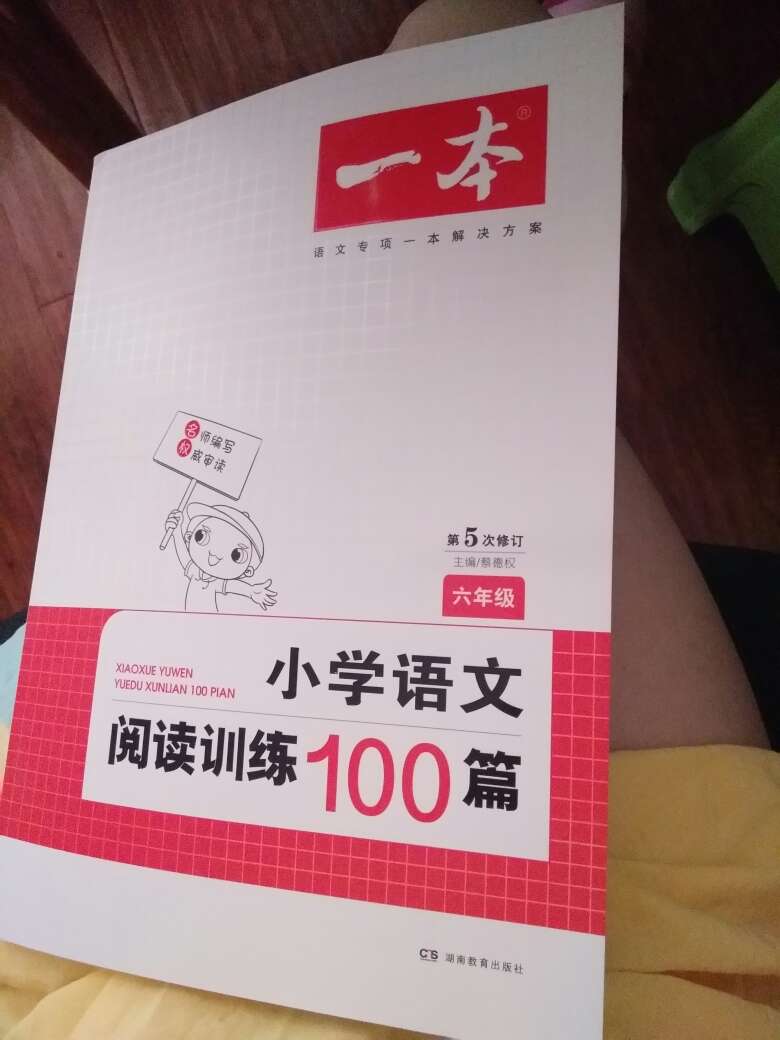 一本®
语文专项一本解决方案
名师编写
权威审读
第5次修订
主编/蔡德权
六年级
XIAOXUE YUWEN
YUEDU XUNLIAN 100 PIAN
小学语文
阅读训练100篇
CS 湖南教育出版社